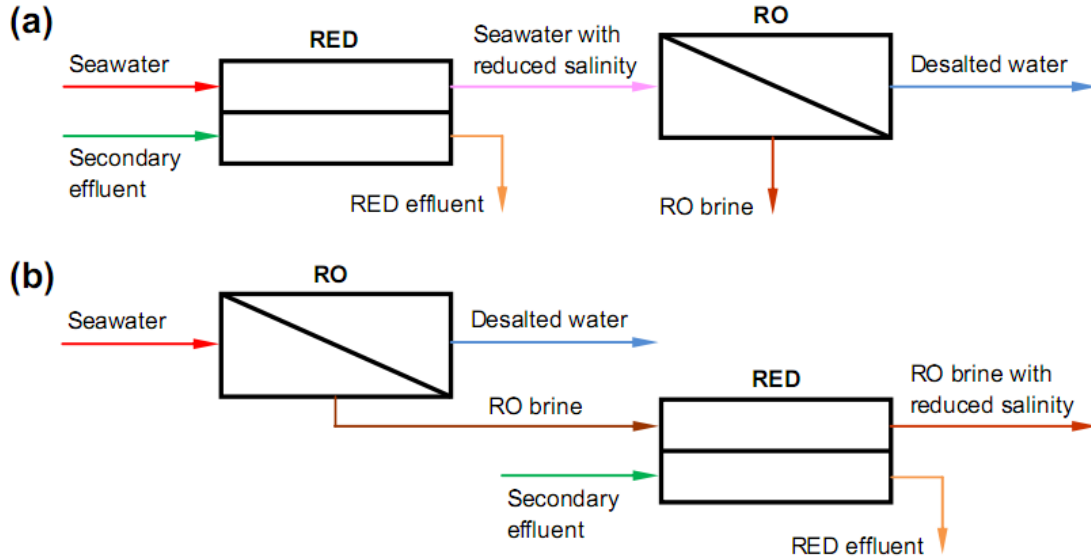 (a)
RED
RO
Seawater
Seawater with
reduced salinity
Desalted water
Secondary
effluent
RED effluent
RO brine
(b)
RO
Seawater
Desalted water
RED
RO brine
RO brine with
reduced salinity
Secondary
effluent
RED effluent